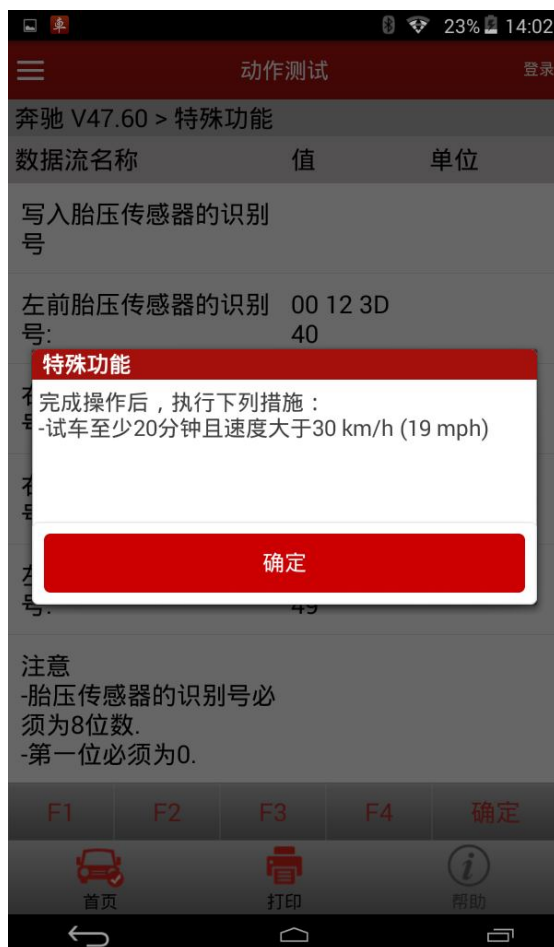 23% 14:02
动作测试
登录
奔驰 V47.60 > 特殊功能
数据流名称 值 单位
写入胎压传感器的识别
号
左前胎压传感器的识别 00 12 3D
号: 40
特殊功能
完成操作后，执行下列措施：
-试车至少20分钟且速度大于30 km/h (19 mph)
确定
号: 49
注意
-胎压传感器的识别号必
须为8位数.
-第一位必须为0.
F1 F2 F3 F4 确定
首页 打印 帮助